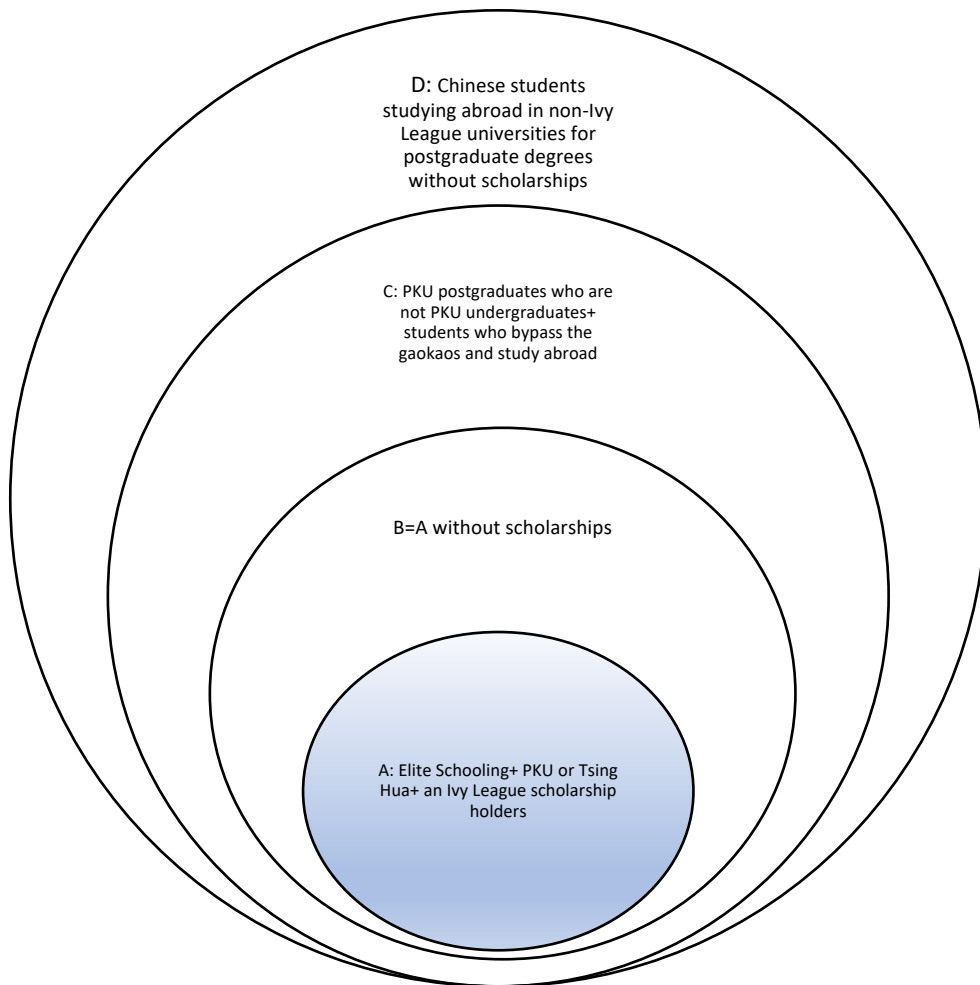 D: Chinese students
studying abroad in non-Ivy
League universities for
postgraduate degrees
without scholarships
C: PKU postgraduates who are
not PKU undergraduates+
students who bypass the
gaokaos and study abroad
B=A without scholarships
A: Elite Schooling+ PKU or Tsing
Hua+ an Ivy League scholarship
holders